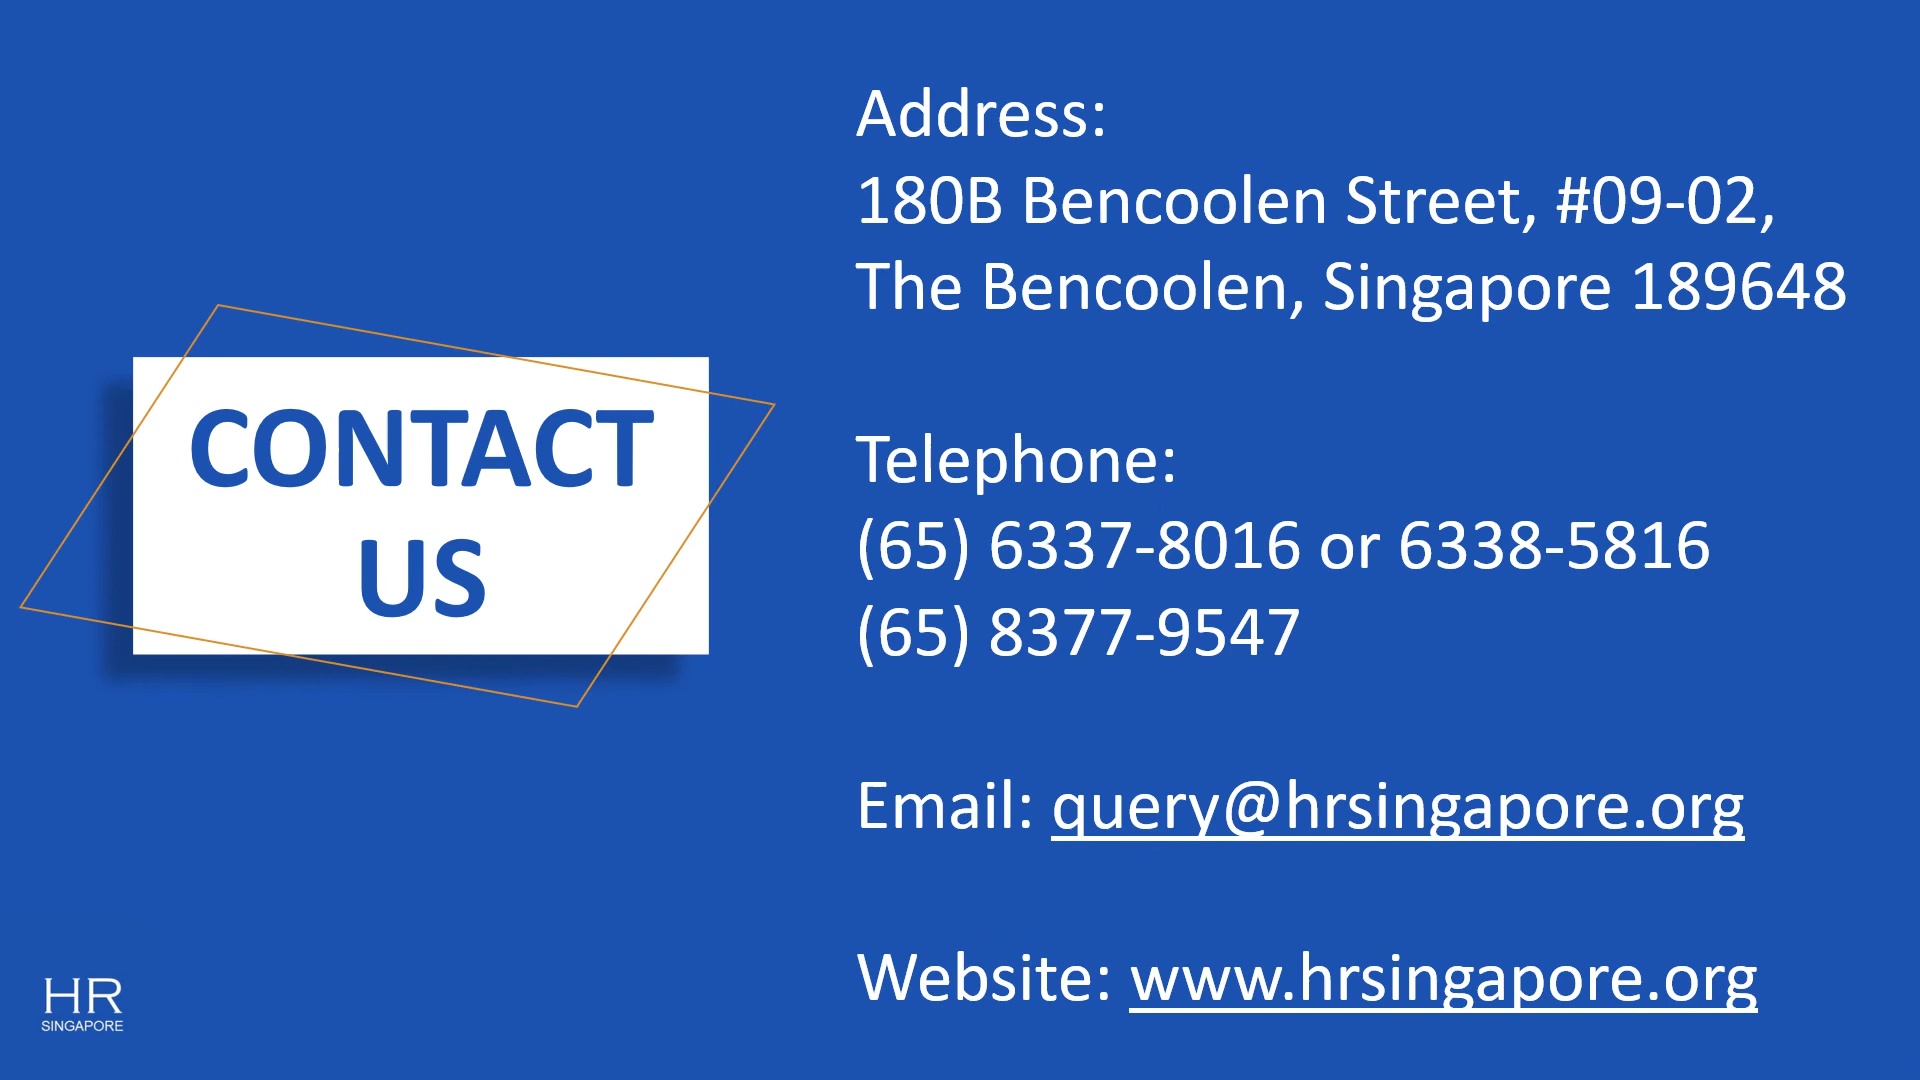 CONTACT
US
Address:
180B Bencoolen Street, #09-02,
The Bencoolen, Singapore 189648
Telephone:
(65) 6337-8016 or 6338-5816
(65) 8377-9547
Email: query@hrsingapore.org
Website: www.hrsingapore.org
HR
SINGAPORE